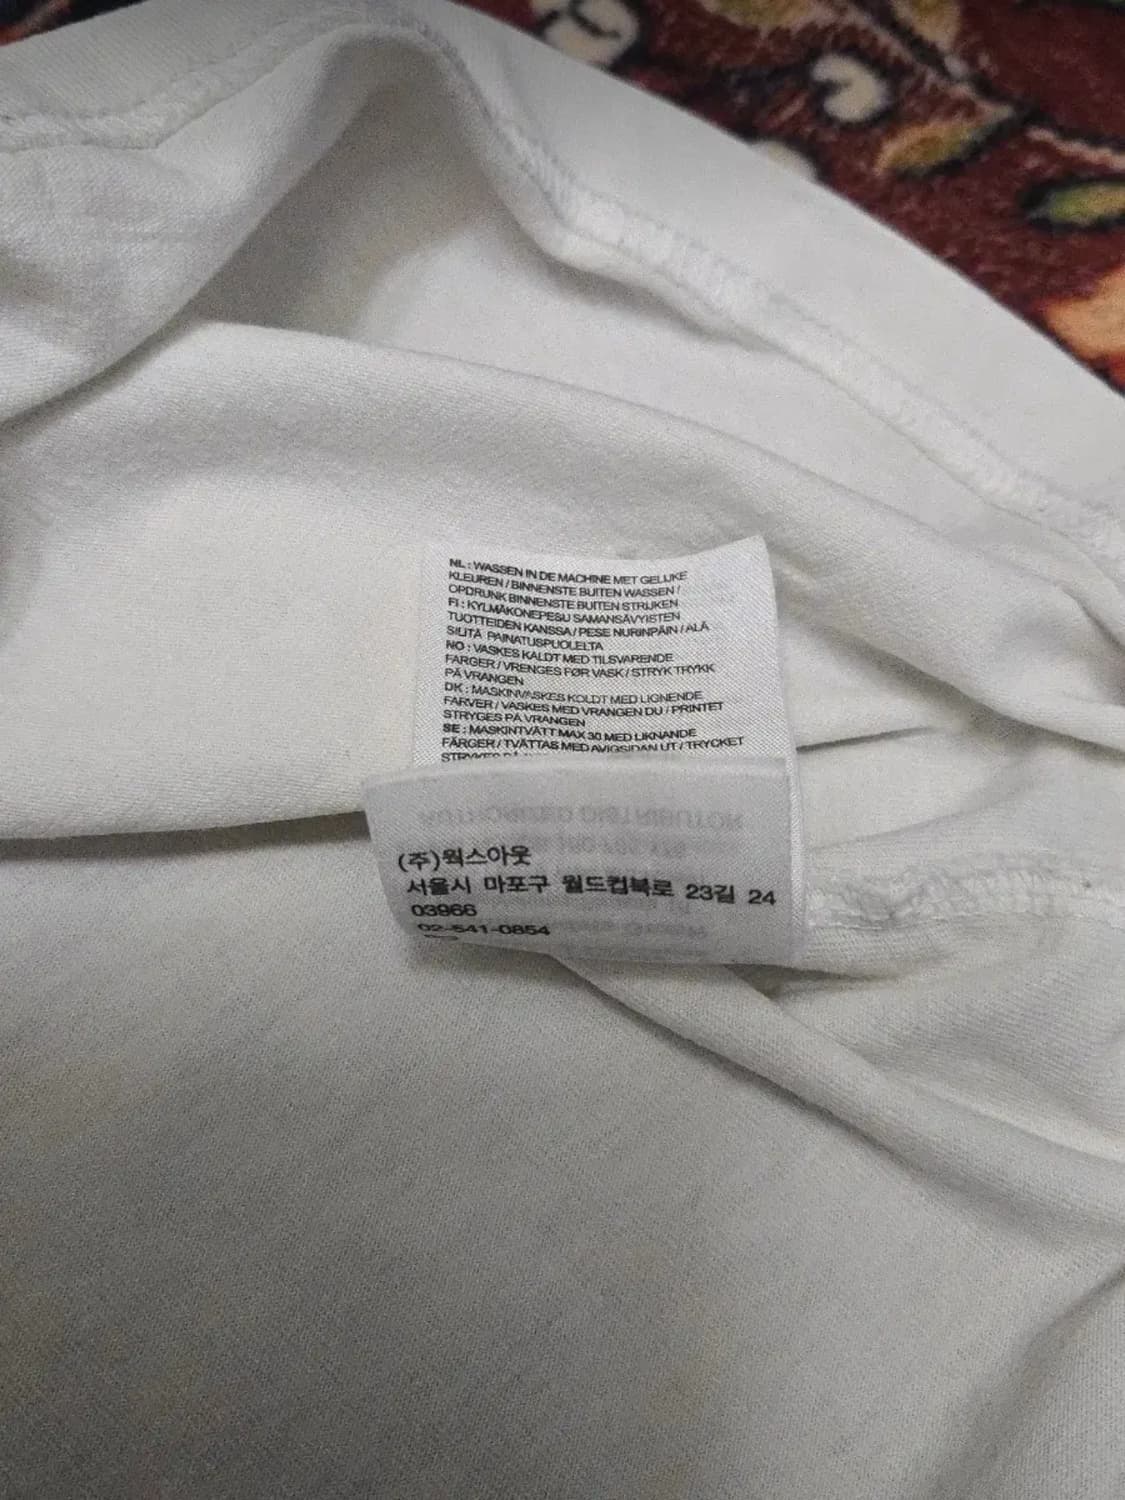 NL : WASSEN IN DE MACHINE MET GELIJKE
KLEUREN / BINNENSTE BUITEN WASSEN /
OPDRUNK BINNENSTE BUITEN STRIJKEN
FI : KYLMÄKONEPESU SAMANSÄVYISTEN
TUOTTEIDEN KANSSA / PESE NURINPÄIN / ÄLÄ
SILITÄ PAINATUSPUOLELTA
NO : VASKES KALDT MED TILSVARENDE
FARGER / VRENGES FØR VASK / STRYK TRYKK
PÅ VRANGEN
DK : MASKINVASKES KOLDT MED LIGNENDE
FARVER / VASKES MED VRANGEN DU / PRINTET
STRYGES PÅ VRANGEN
SE : MASKINTVÄTT MAX 30 MED LIKNANDE
FÄRGER / TVÄTTAS MED AVIGSIDAN UT / TRYCKET
AUTHORIZED DISTRIBUTOR
(주)웍스아웃
서울시 마포구 월드컵북로 23길 24
03966
02-541-0854